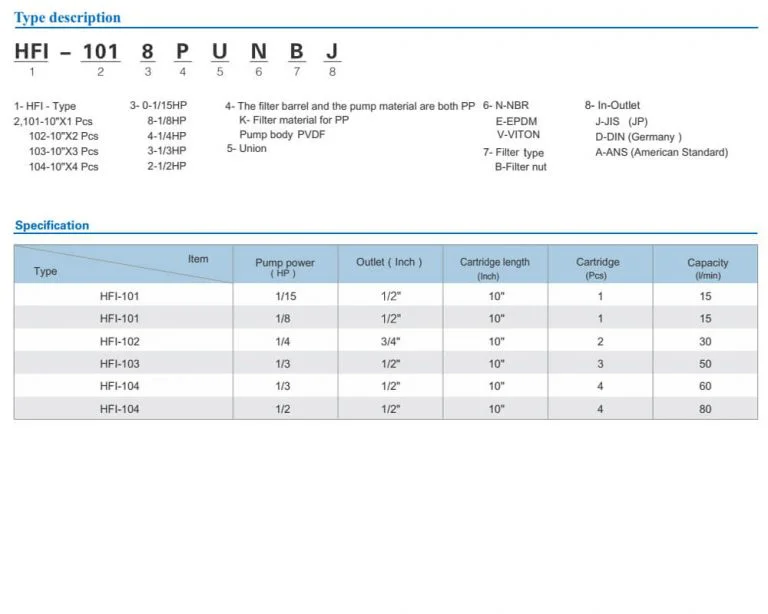 Type description
HFI – 101 8 P U N B J
1 2 3 4 5 6 7 8
1- HFI - Type
2,101-10"X1 Pcs
102-10"X2 Pcs
103-10"X3 Pcs
104-10"X4 Pcs
3- 0-1/15HP
8-1/8HP
4-1/4HP
3-1/3HP
2-1/2HP
4- The filter barrel and the pump material are both PP
K- Filter material for PP
Pump body PVDF
5- Union
6- N-NBR
E-EPDM
V-VITON
7- Filter type
B-Filter nut
8- In-Outlet
J-JIS (JP)
D-DIN (Germany )
A-ANS (American Standard)
Specification
Type Item Pump power ( HP ) Outlet ( Inch ) Cartridge length (Inch) Cartridge (Pcs) Capacity (l/min)
HFI-101 1/15 1/2" 10" 1 15
HFI-101 1/8 1/2" 10" 1 15
HFI-102 1/4 3/4" 10" 2 30
HFI-103 1/3 1/2" 10" 3 50
HFI-104 1/3 1/2" 10" 4 60
HFI-104 1/2 1/2" 10" 4 80